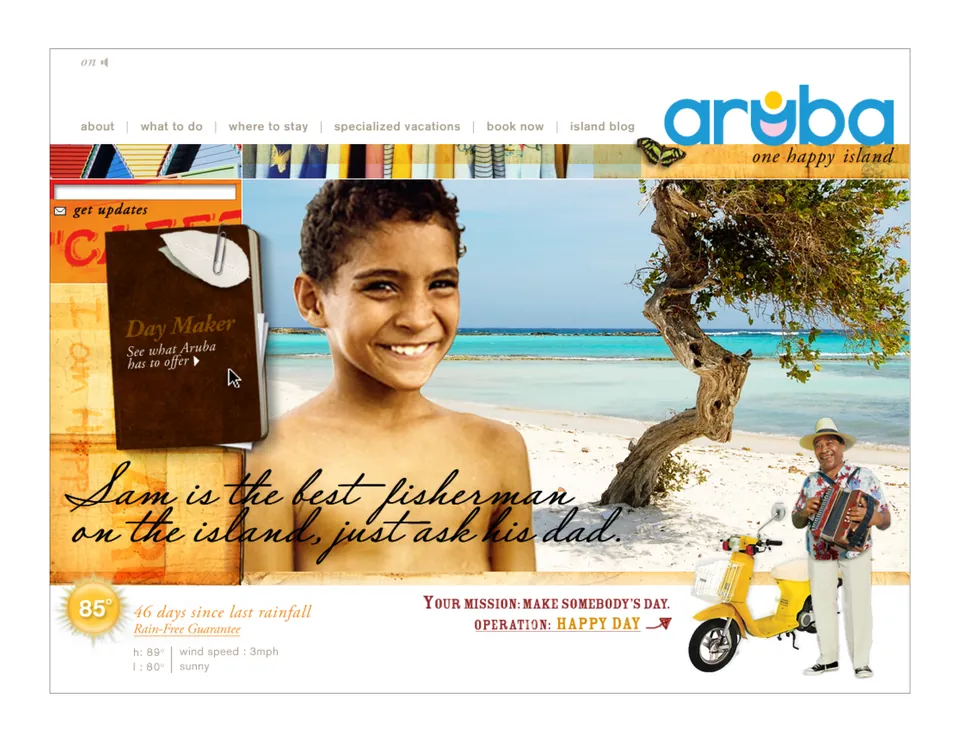 on
about | what to do | where to stay | specialized vacations | book now | island blog
aruba
one happy island
get updates
Day Maker
See what Aruba
has to offer
Sam is the best fisherman
on the island, just ask his dad.
85°
46 days since last rainfall
Rain-Free Guarantee
h: 89° | wind speed : 3mph
l : 80° | sunny
YOUR MISSION: MAKE SOMEBODY'S DAY.
OPERATION: HAPPY DAY